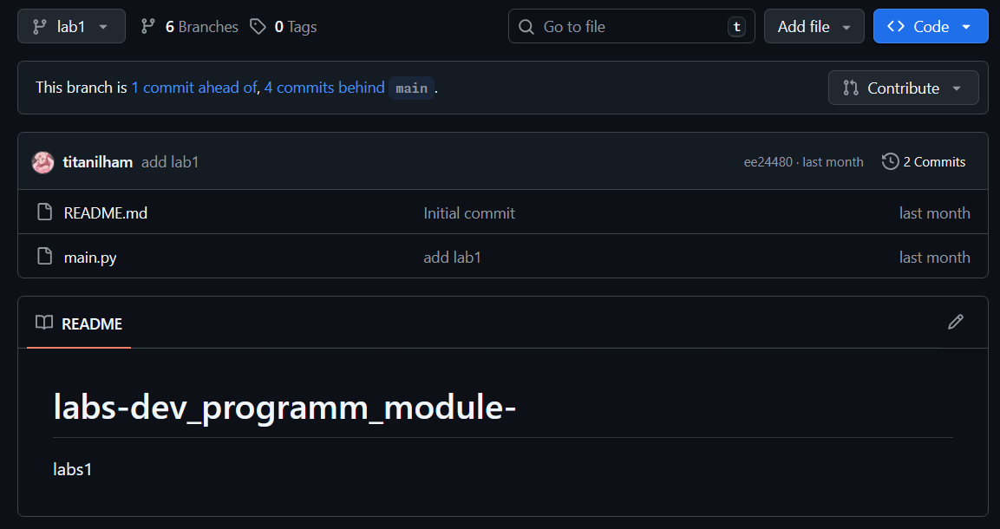 lab1 6 Branches 0 Tags Go to file t Add file <> Code
This branch is 1 commit ahead of, 4 commits behind main . Contribute
titanilham add lab1 ee24480 · last month 2 Commits
README.md Initial commit last month
main.py add lab1 last month
README
labs-dev_programm_module-
labs1